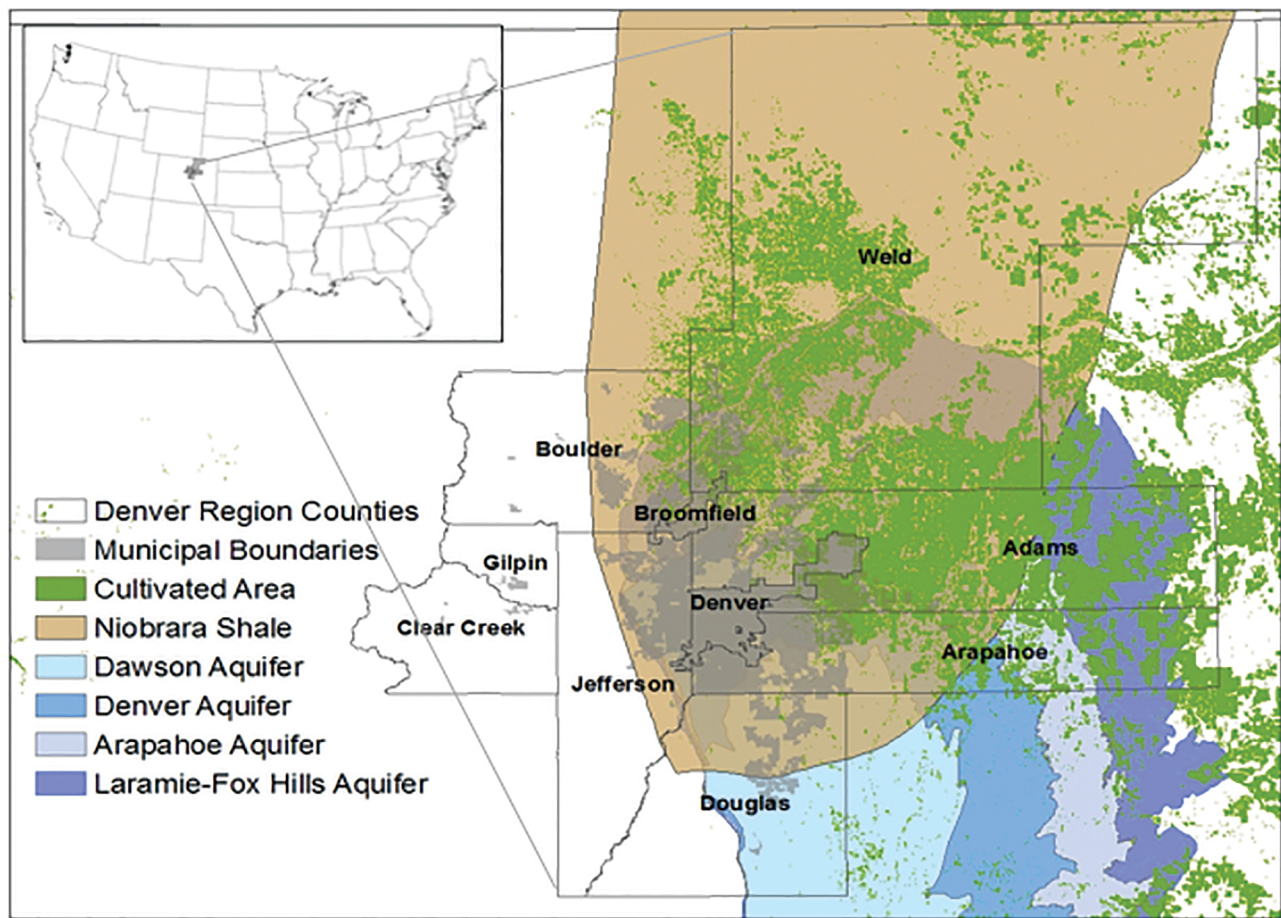 Weld
Boulder
Broomfield
Adams
Gilpin
Denver
Clear Creek
Arapahoe
Jefferson
Douglas
Denver Region Counties
Municipal Boundaries
Cultivated Area
Niobrara Shale
Dawson Aquifer
Denver Aquifer
Arapahoe Aquifer
Laramie-Fox Hills Aquifer